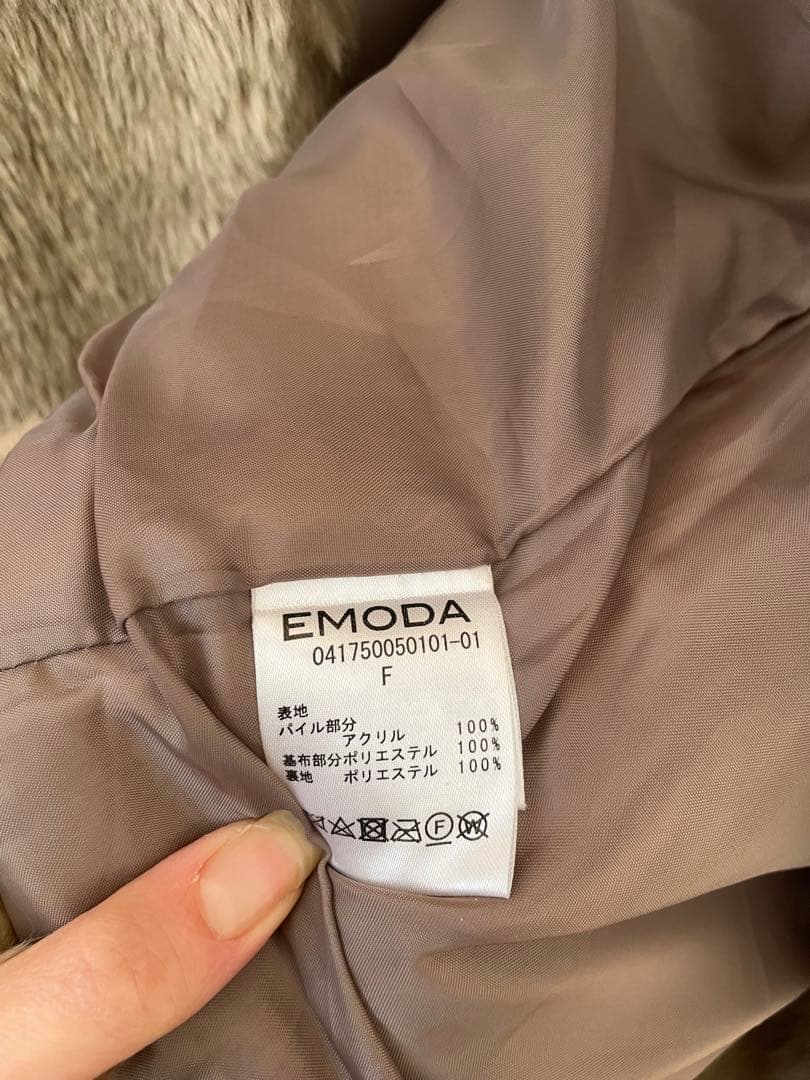 EMODA
041750050101-01
F
表地
パイル部分
アクリル 100%
基布部分ポリエステル 100%
裏地 ポリエステル 100%
F W